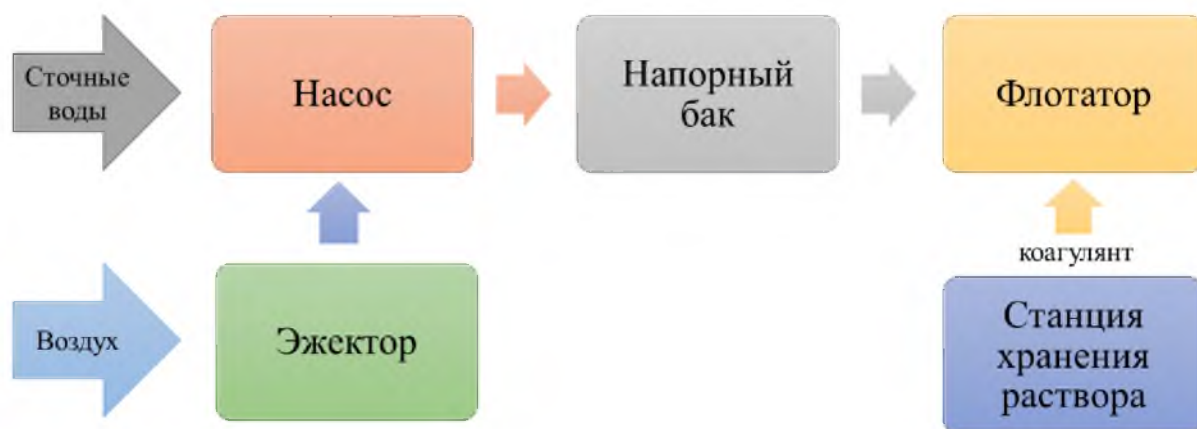 Сточные
воды
Насос
Напорный
бак
Флотатор
Воздух
Эжектор
коагулянт
Станция
хранения
раствора